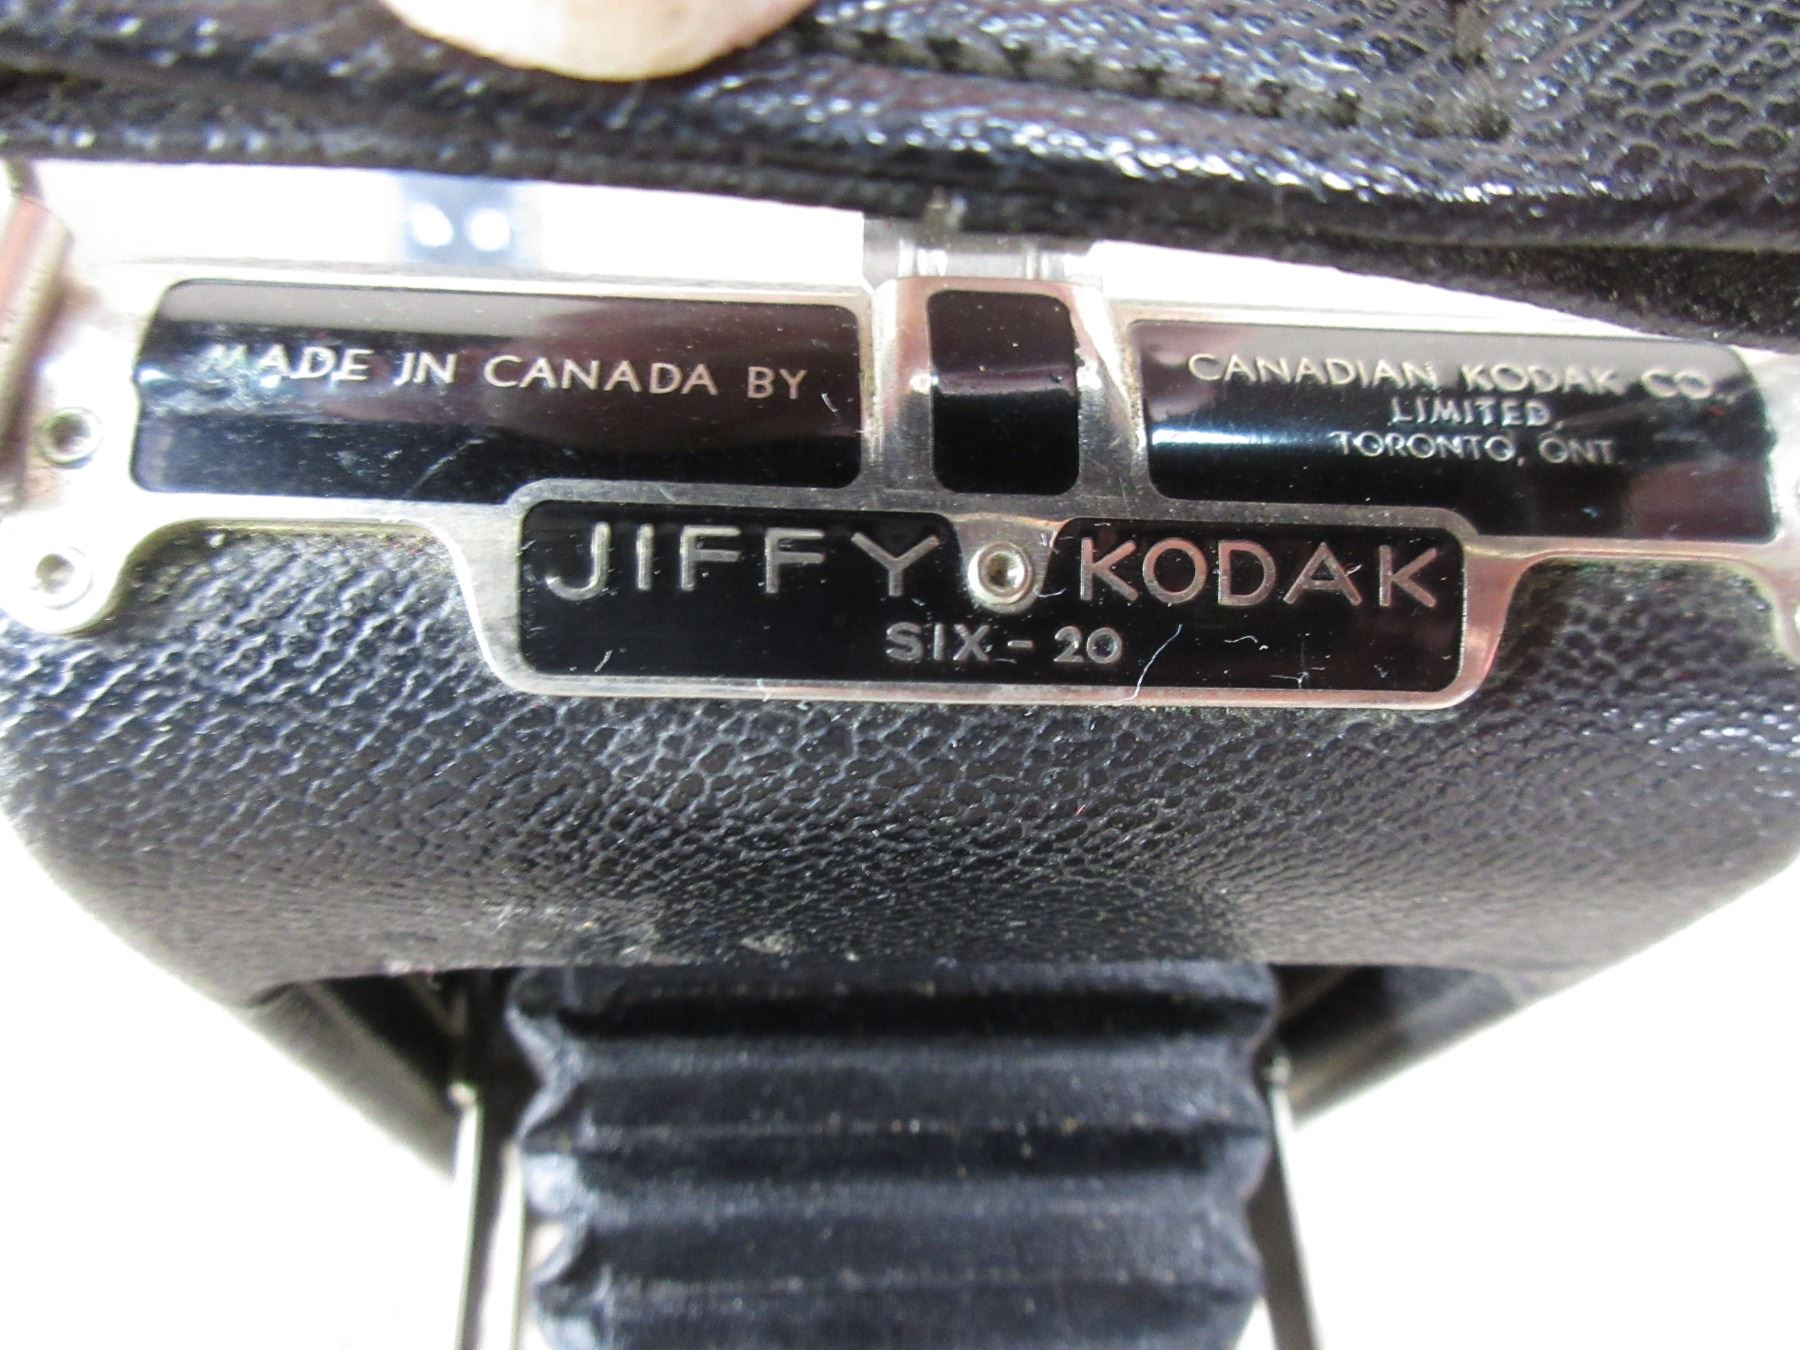 MADE IN CANADA BY
CANADIAN KODAK CO.,
LIMITED,
TORONTO, ONT.
JIFFY KODAK
SIX-20